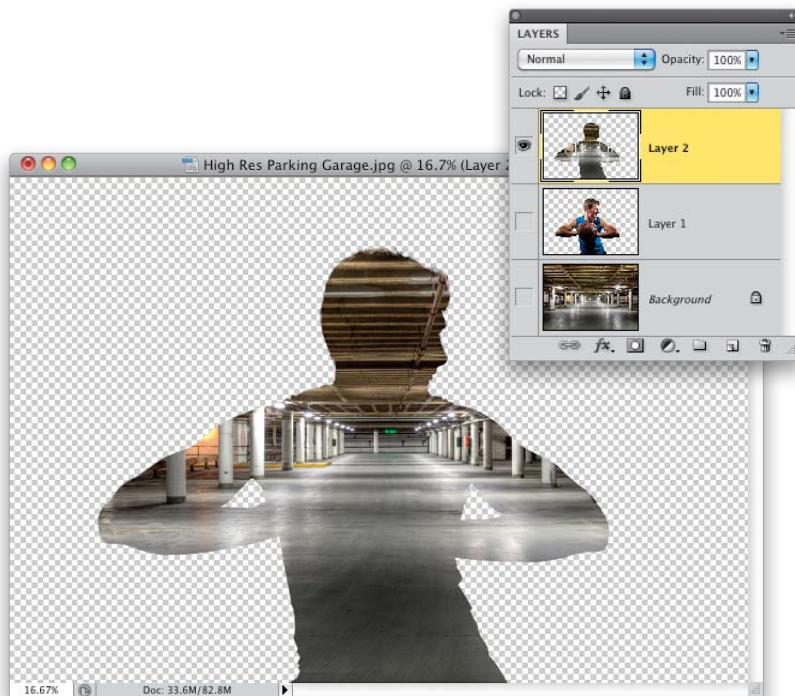 LAYERS
Normal Opacity: 100%
Lock: Fill: 100%
Layer 2
Layer 1
Background
High Res Parking Garage.jpg @ 16.7% (Layer 2
16.67% Doc: 33.6M/82.8M